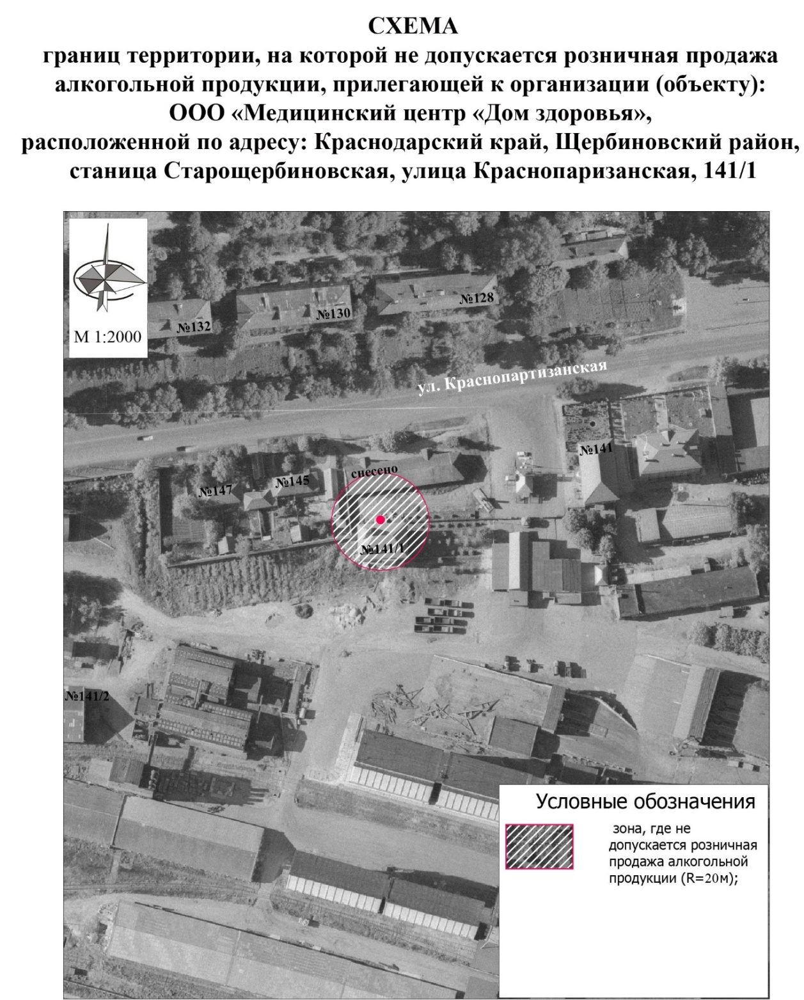 СХЕМА
границ территории, на которой не допускается розничная продажа
алкогольной продукции, прилегающей к организации (объекту):
ООО «Медицинский центр «Дом здоровья»,
расположенной по адресу: Краснодарский край, Щербиновский район,
станица Старощербиновская, улица Краснопаризанская, 141/1
М 1:2000
№132
№130
№128
ул. Краснопартизанская
№141
снесено
№147
№145
№141/1
№141/2
Условные обозначения
зона, где не
допускается розничная
продажа алкогольной
продукции (R=20м);